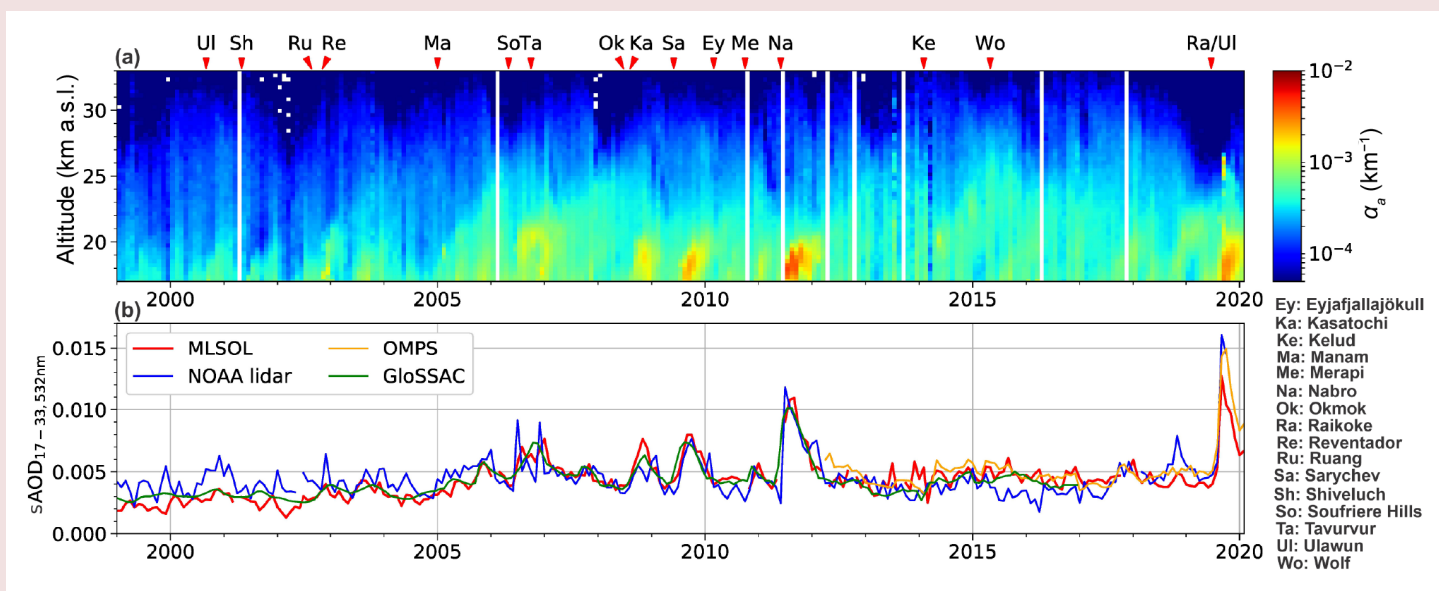 Ul Sh Ru Re Ma SoTa Ok Ka Sa Ey Me Na Ke Wo Ra/Ul
(a)
Altitude (km a.s.l.)
30
25
20
2000 2005 2010 2015 2020
10⁻²
10⁻³
10⁻⁴
αₐ (km⁻¹)
(b)
SAOD₁₇₋₃₃,₅₃₂ₙₘ
0.015
0.010
0.005
0.000
MLSOL OMPS
NOAA lidar GloSSAC
2000 2005 2010 2015 2020
Ey: Eyjafjallajökull
Ka: Kasatochi
Ke: Kelud
Ma: Manam
Me: Merapi
Na: Nabro
Ok: Okmok
Ra: Raikoke
Re: Reventador
Ru: Ruang
Sa: Sarychev
Sh: Shiveluch
So: Soufriere Hills
Ta: Tavurvur
Ul: Ulawun
Wo: Wolf